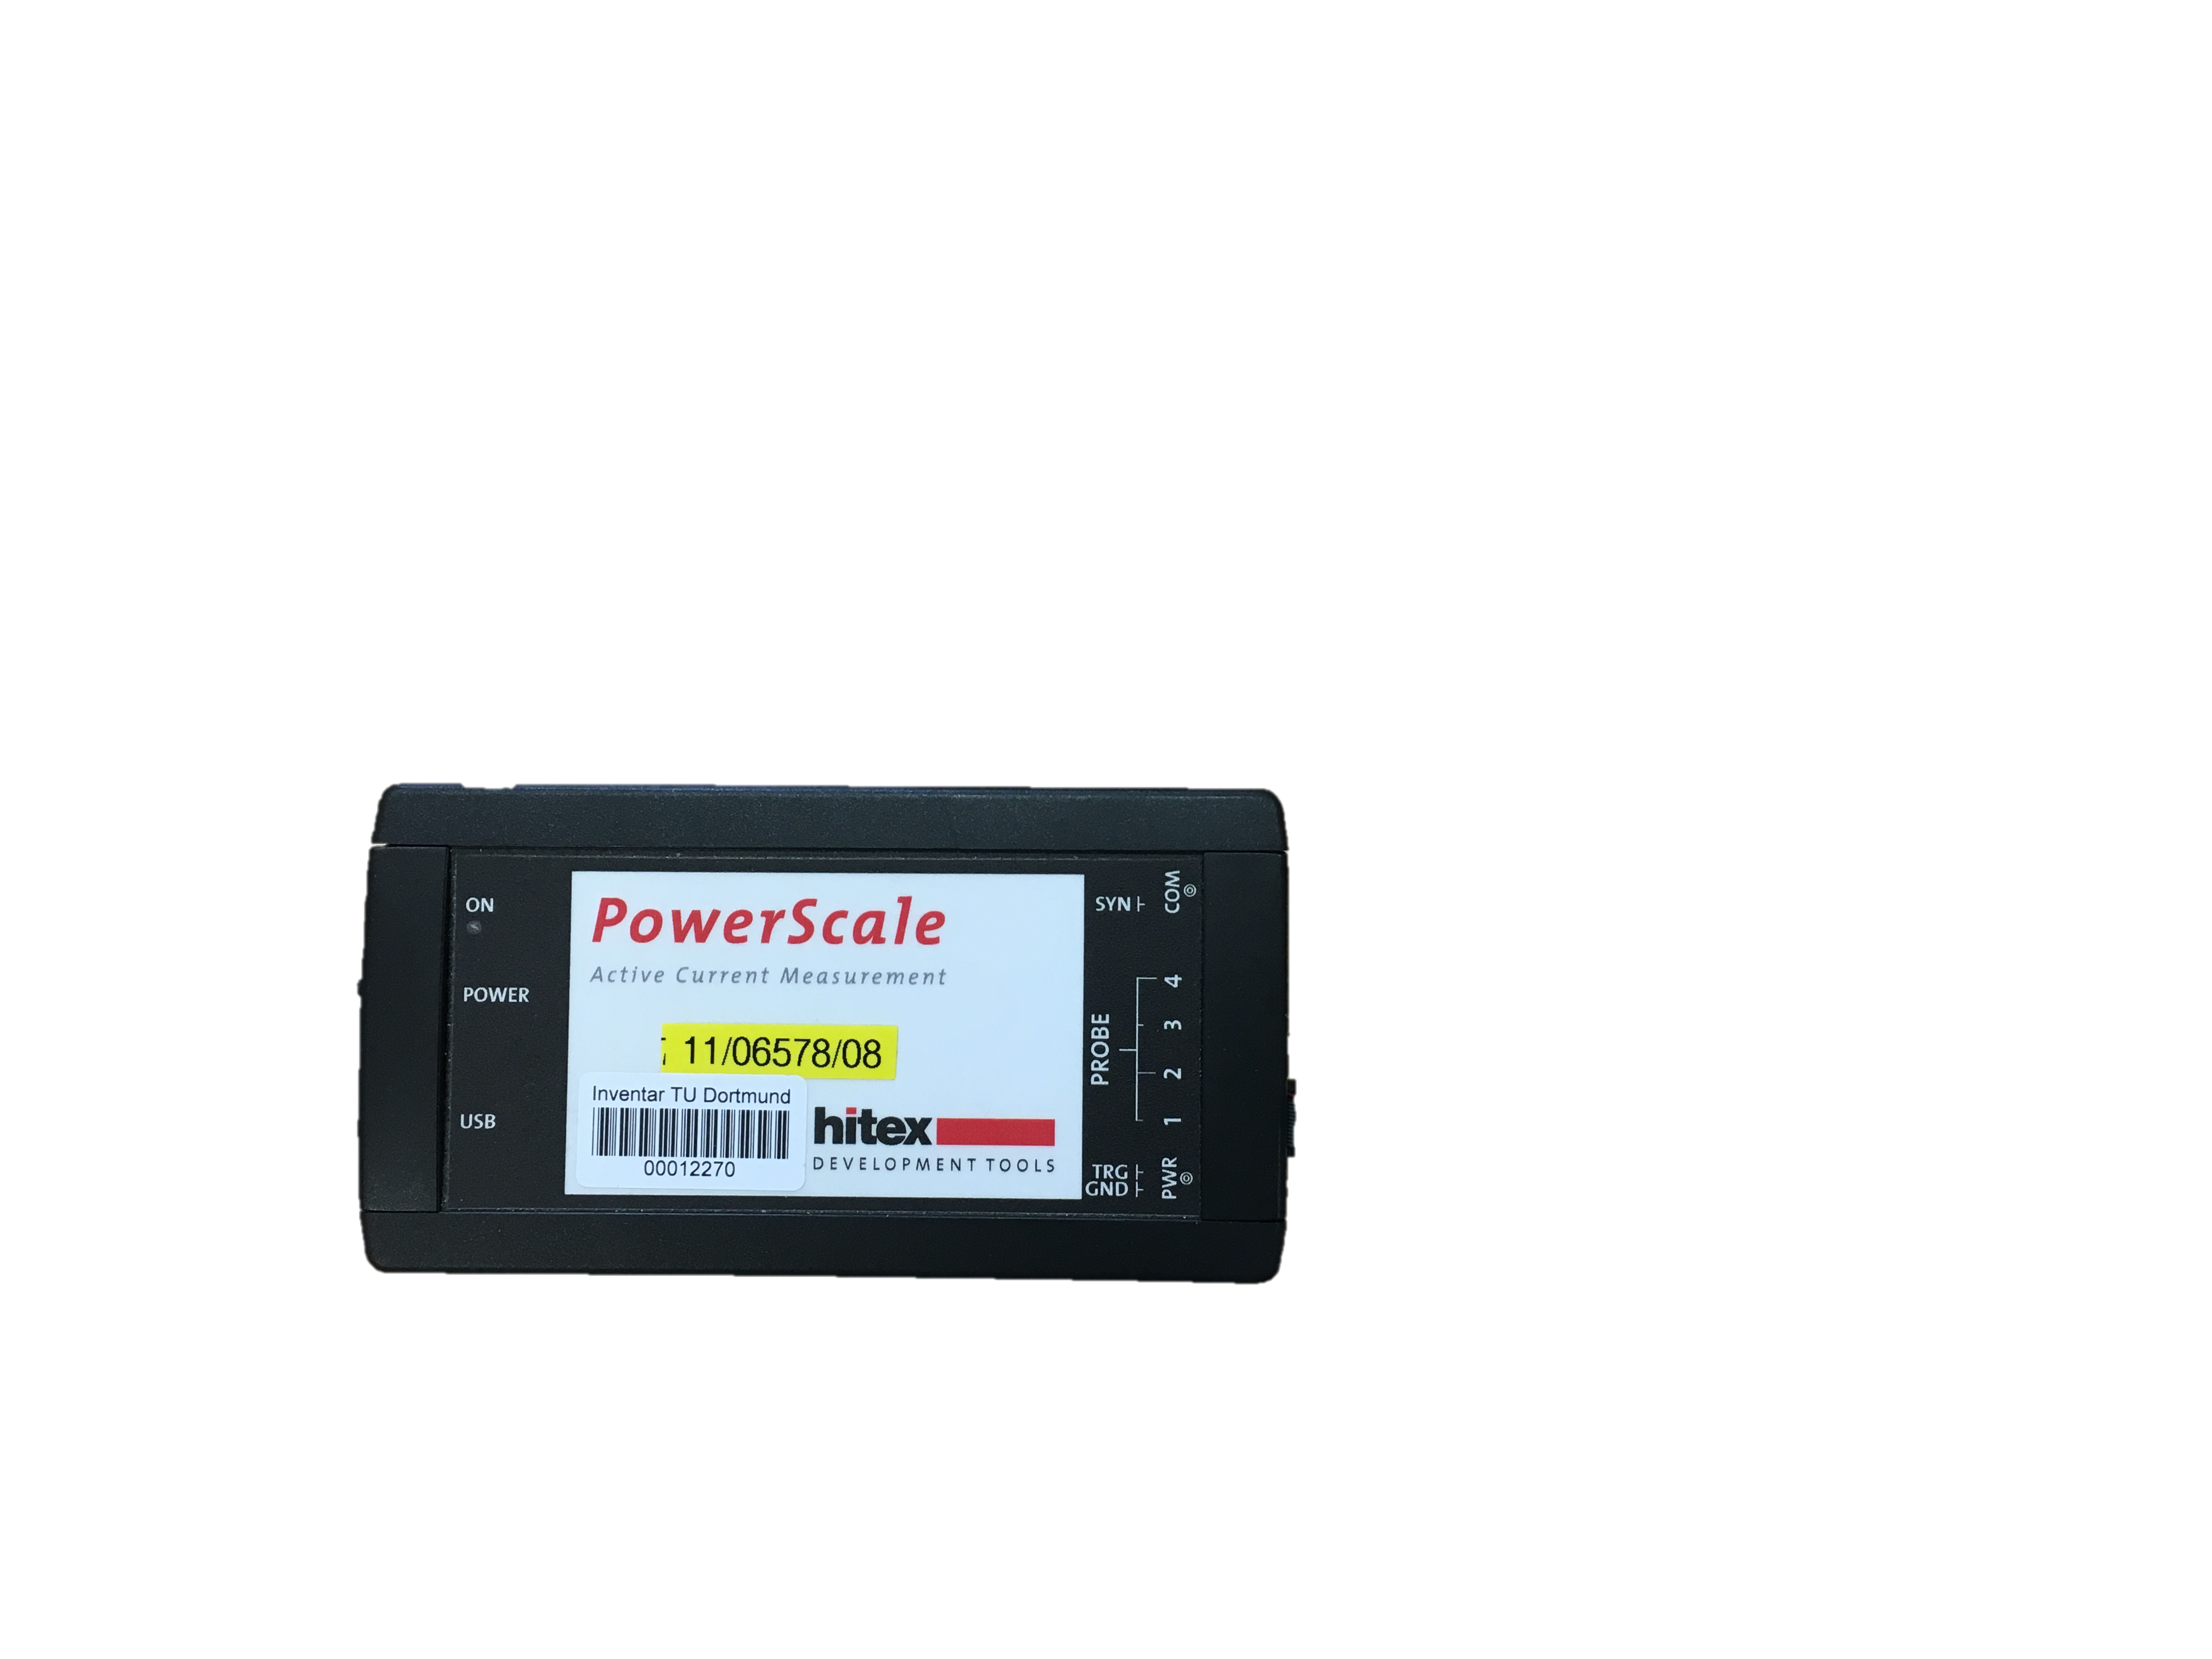 ON
POWER
USB
PowerScale
Active Current Measurement
11/06578/08
Inventar TU Dortmund
00012270
hitex
DEVELOPMENT TOOLS
SYN
COM
PROBE
4
3
2
1
TRG
GND
PWR